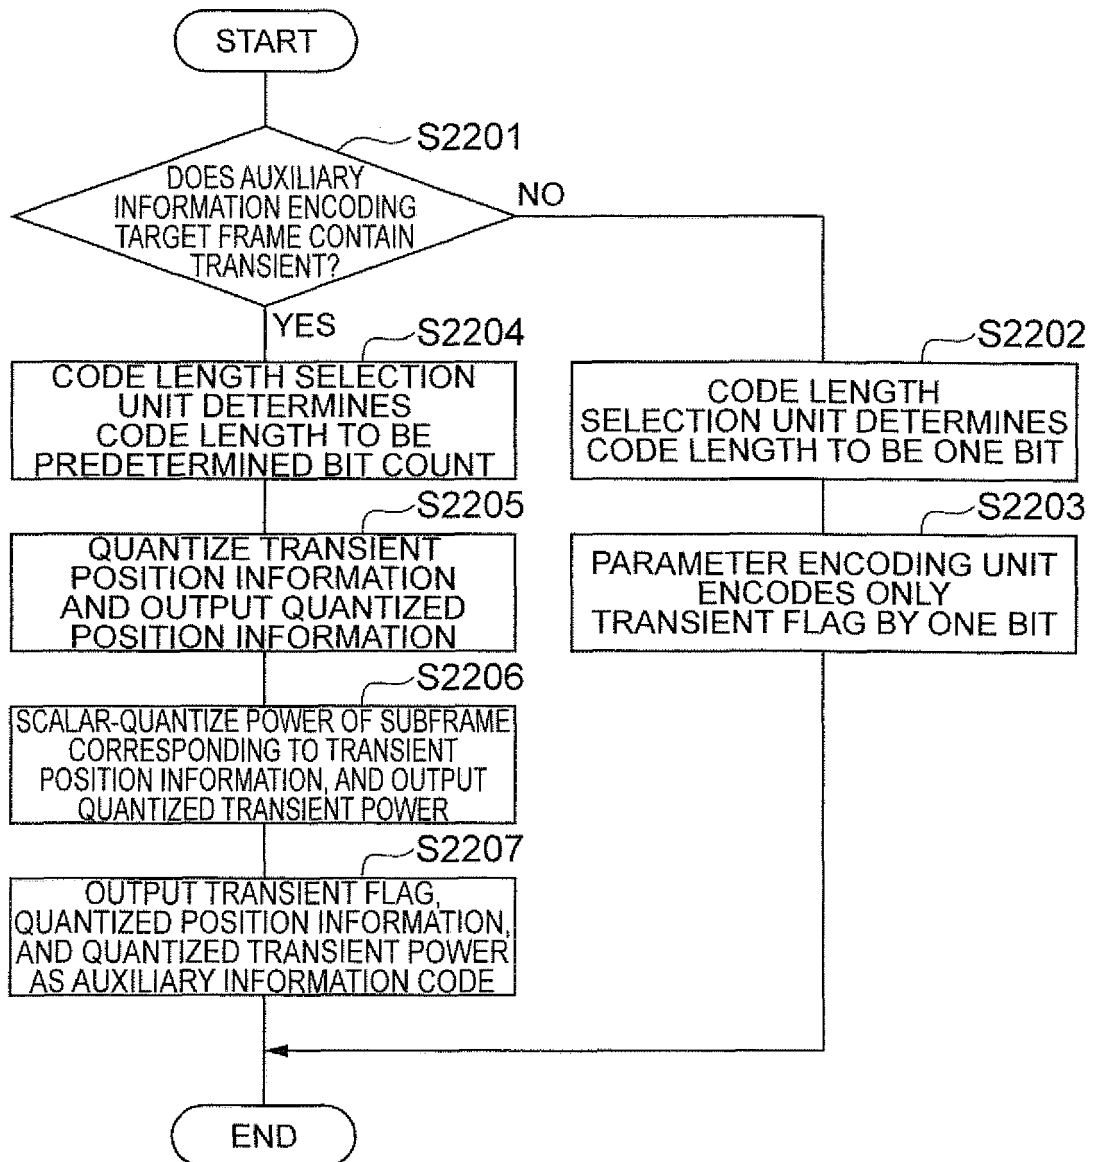 START
S2201
DOES AUXILIARY
INFORMATION ENCODING
TARGET FRAME CONTAIN
TRANSIENT?
NO
YES
S2204
CODE LENGTH SELECTION
UNIT DETERMINES
CODE LENGTH TO BE
PREDETERMINED BIT COUNT
S2202
CODE LENGTH
SELECTION UNIT DETERMINES
CODE LENGTH TO BE ONE BIT
S2205
QUANTIZE TRANSIENT
POSITION INFORMATION
AND OUTPUT QUANTIZED
POSITION INFORMATION
S2203
PARAMETER ENCODING UNIT
ENCODES ONLY
TRANSIENT FLAG BY ONE BIT
S2206
SCALAR-QUANTIZE POWER OF SUBFRAME
CORRESPONDING TO TRANSIENT
POSITION INFORMATION, AND OUTPUT
QUANTIZED TRANSIENT POWER
S2207
OUTPUT TRANSIENT FLAG,
QUANTIZED POSITION INFORMATION,
AND QUANTIZED TRANSIENT POWER
AS AUXILIARY INFORMATION CODE
END